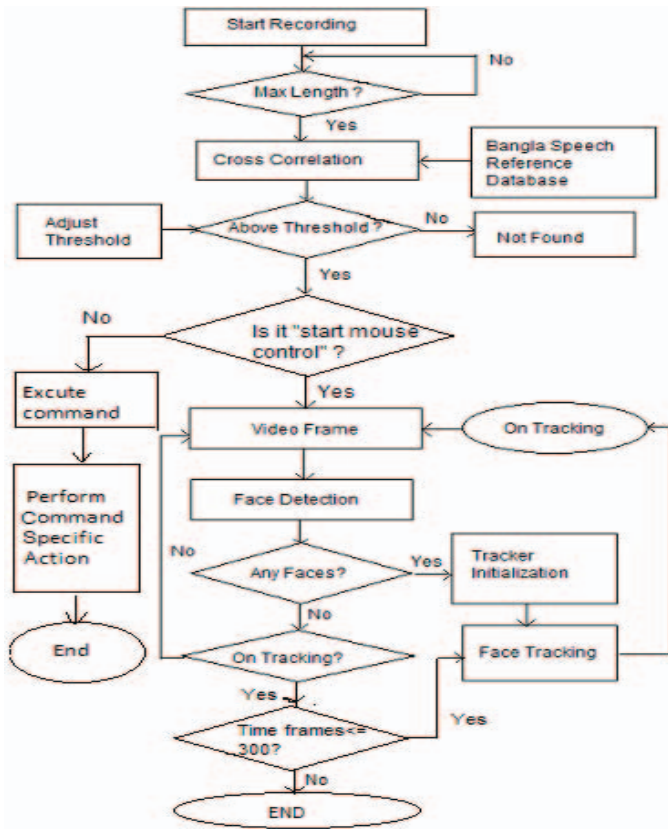 Start Recording
No
Max Length ?
Yes
Cross Correlation
Bangla Speech
Reference
Database
Adjust
Threshold
Above Threshold ?
No
Not Found
Yes
No
Is it "start mouse
control" ?
Yes
Excute
command
Video Frame
On Tracking
Perform
Command
Specific
Action
Face Detection
No
Any Faces?
Yes
Tracker
Initialization
No
End
On Tracking?
Face Tracking
Yes
Time frames<=
300?
Yes
No
END